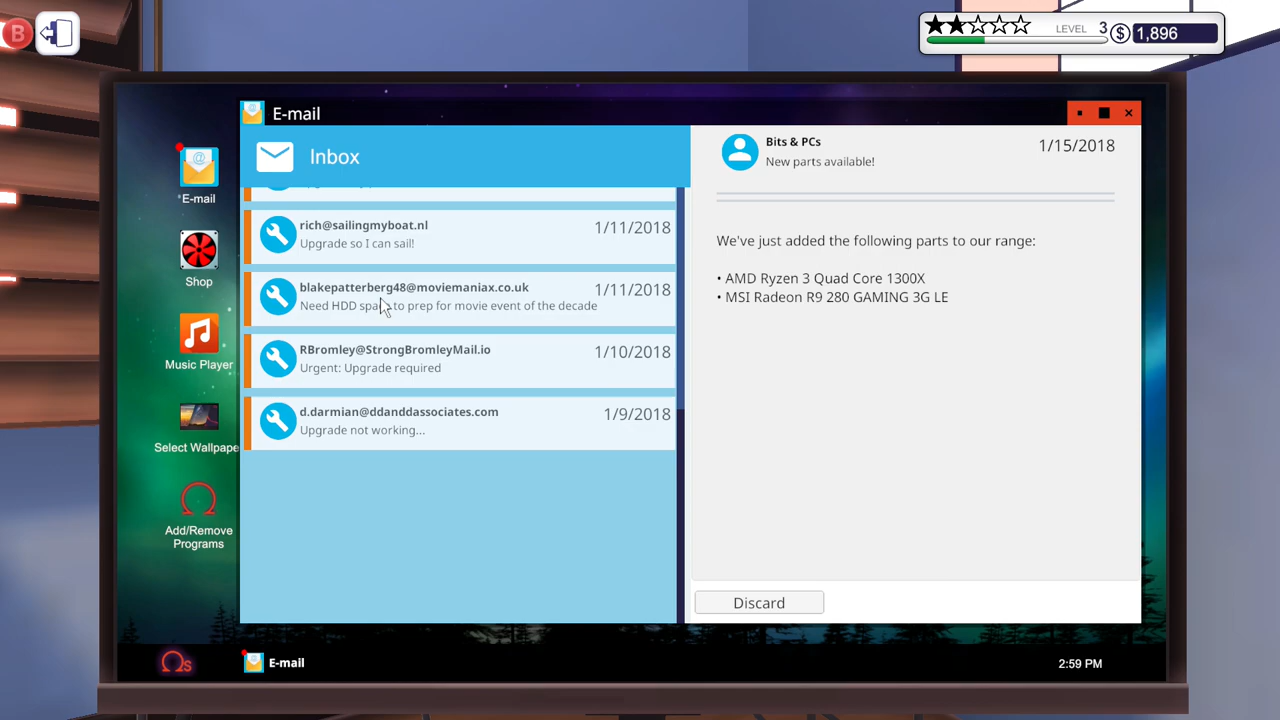 B
LEVEL 3
$ 1,896
E-mail
Inbox
rich@sailingmyboat.nl
1/11/2018
Upgrade so I can sail!
blakepatterberg48@moviemaniax.co.uk
1/11/2018
Need HDD space to prep for movie event of the decade
RBromley@StrongBromleyMail.io
1/10/2018
Urgent: Upgrade required
d.darmian@ddanddassociates.com
1/9/2018
Upgrade not working...
Bits & PCs
1/15/2018
New parts available!
We've just added the following parts to our range:
• AMD Ryzen 3 Quad Core 1300X
• MSI Radeon R9 280 GAMING 3G LE
Discard
E-mail
Shop
Music Player
Select Wallpape
Add/Remove
Programs
Ωs
E-mail
2:59 PM